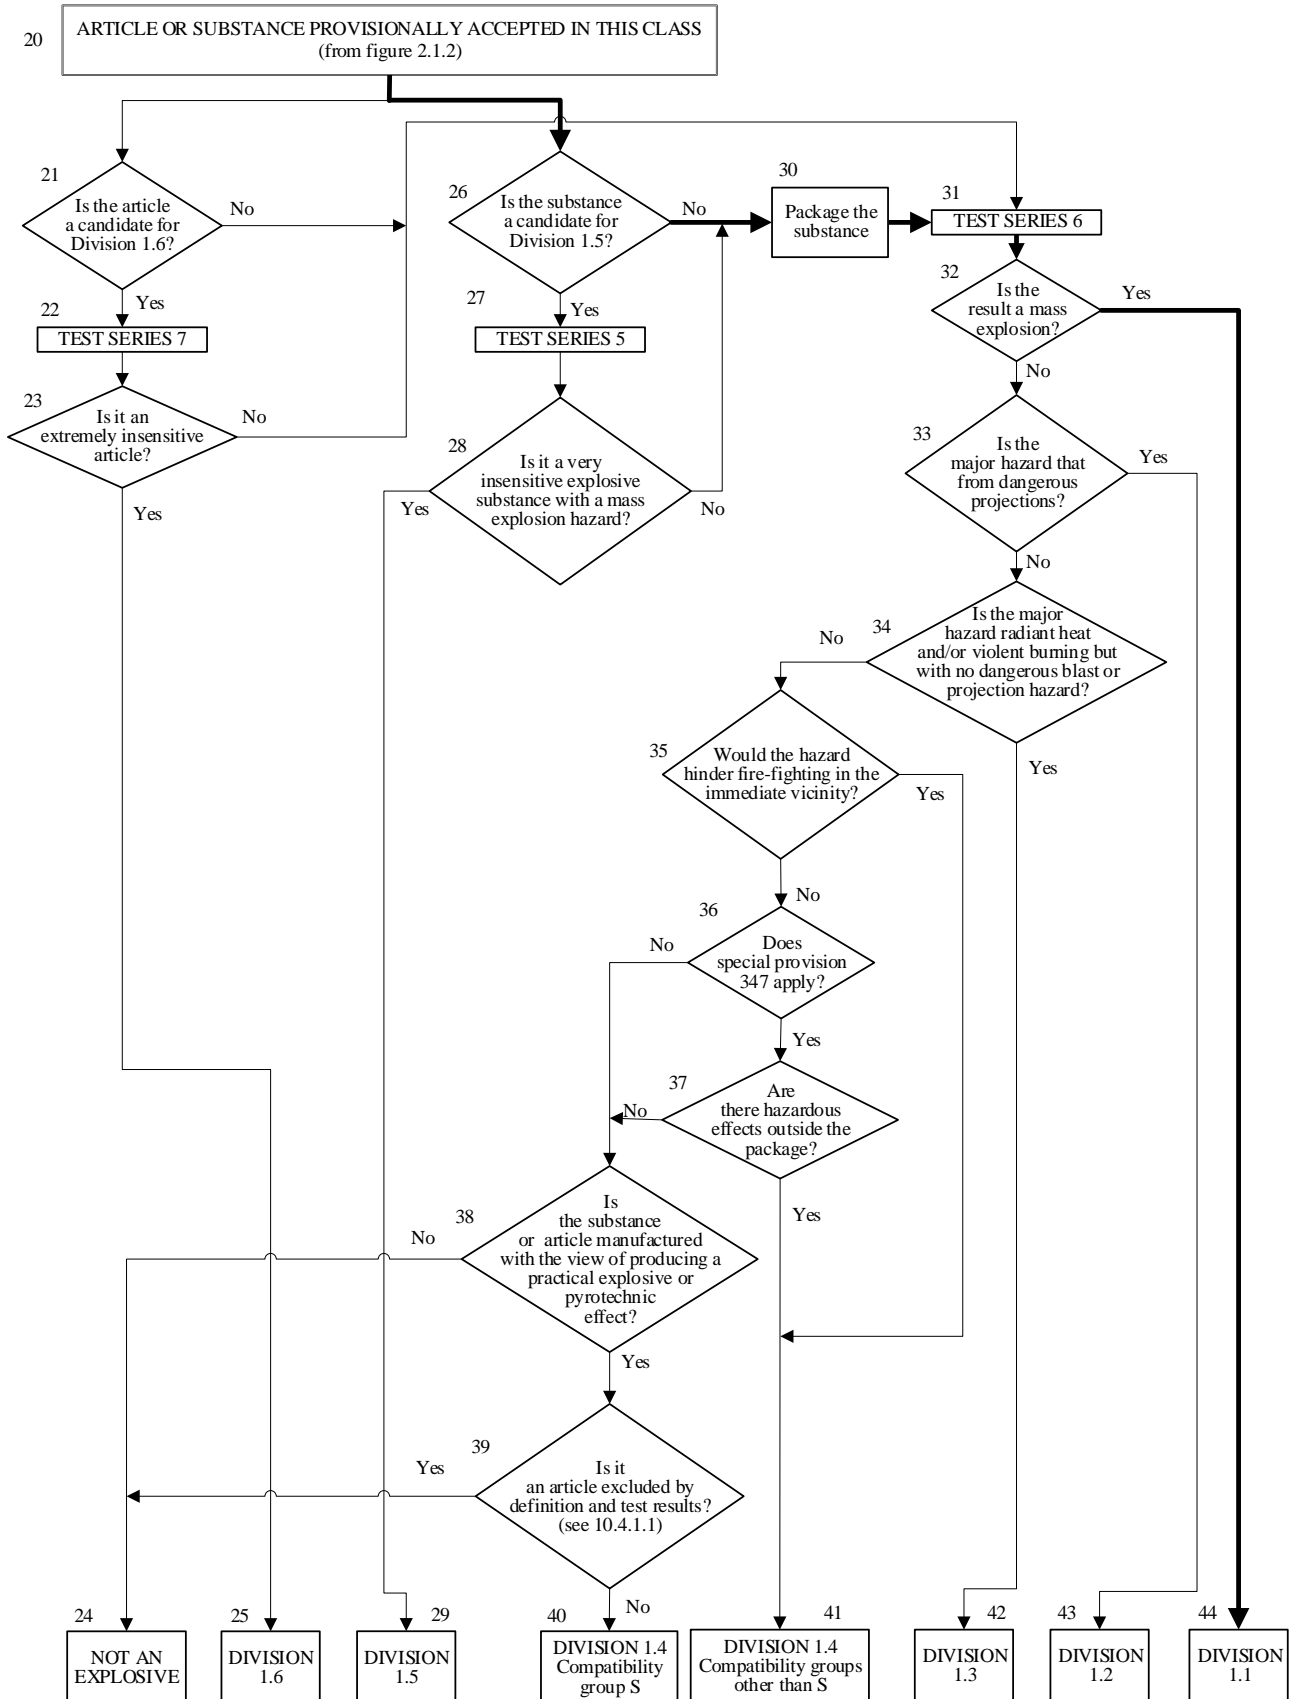 20
ARTICLE OR SUBSTANCE PROVISIONALLY ACCEPTED IN THIS CLASS
(from figure 2.1.2)
21
Is the article
a candidate for
Division 1.6?
No
Yes
22
TEST SERIES 7
23
Is it an
extremely insensitive
article?
No
Yes
26
Is the substance
a candidate for
Division 1.5?
No
Yes
27
TEST SERIES 5
28
Is it a very
insensitive explosive
substance with a mass
explosion hazard?
Yes
No
30
Package the
substance
31
TEST SERIES 6
32
Is the
result a mass
explosion?
Yes
No
33
Is the
major hazard that
from dangerous
projections?
Yes
No
34
Is the major
hazard radiant heat
and/or violent burning but
with no dangerous blast or
projection hazard?
No
Yes
35
Would the hazard
hinder fire-fighting in the
immediate vicinity?
Yes
No
36
Does
special provision
347 apply?
No
Yes
37
Are
there hazardous
effects outside the
package?
No
Yes
38
Is
the substance
or article manufactured
with the view of producing a
practical explosive or
pyrotechnic
effect?
No
Yes
39
Is it
an article excluded by
definition and test results?
(see 10.4.1.1)
Yes
No
24
NOT AN
EXPLOSIVE
25
DIVISION
1.6
29
DIVISION
1.5
40
DIVISION 1.4
Compatibility
group S
41
DIVISION 1.4
Compatibility groups
other than S
42
DIVISION
1.3
43
DIVISION
1.2
44
DIVISION
1.1